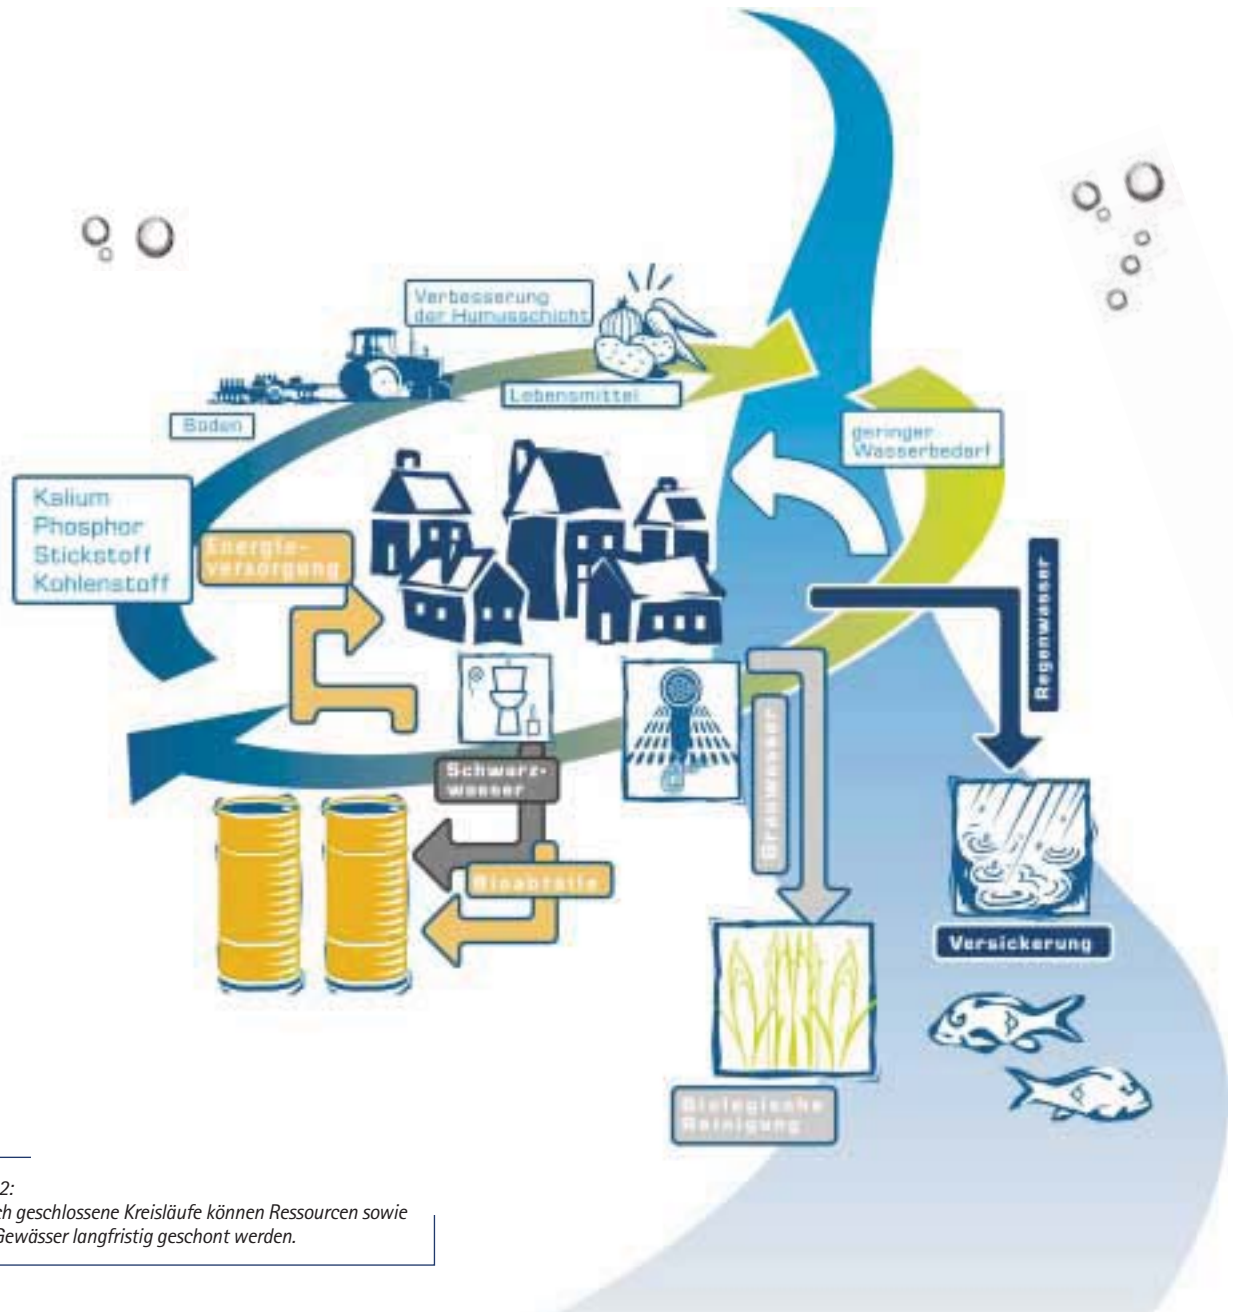 Verbesserung
der Humusschicht
Lebensmittel
Boden
geringer
Wasserbedarf
Kalium
Phosphor
Stickstoff
Kohlenstoff
Energie-
versorgung
Regenwasser
Schwarz-
wasser
Grauwasser
Bioabfälle
Versickerung
Biologische
Reinigung
2:
ch geschlossene Kreisläufe können Ressourcen sowie
Gewässer langfristig geschont werden.